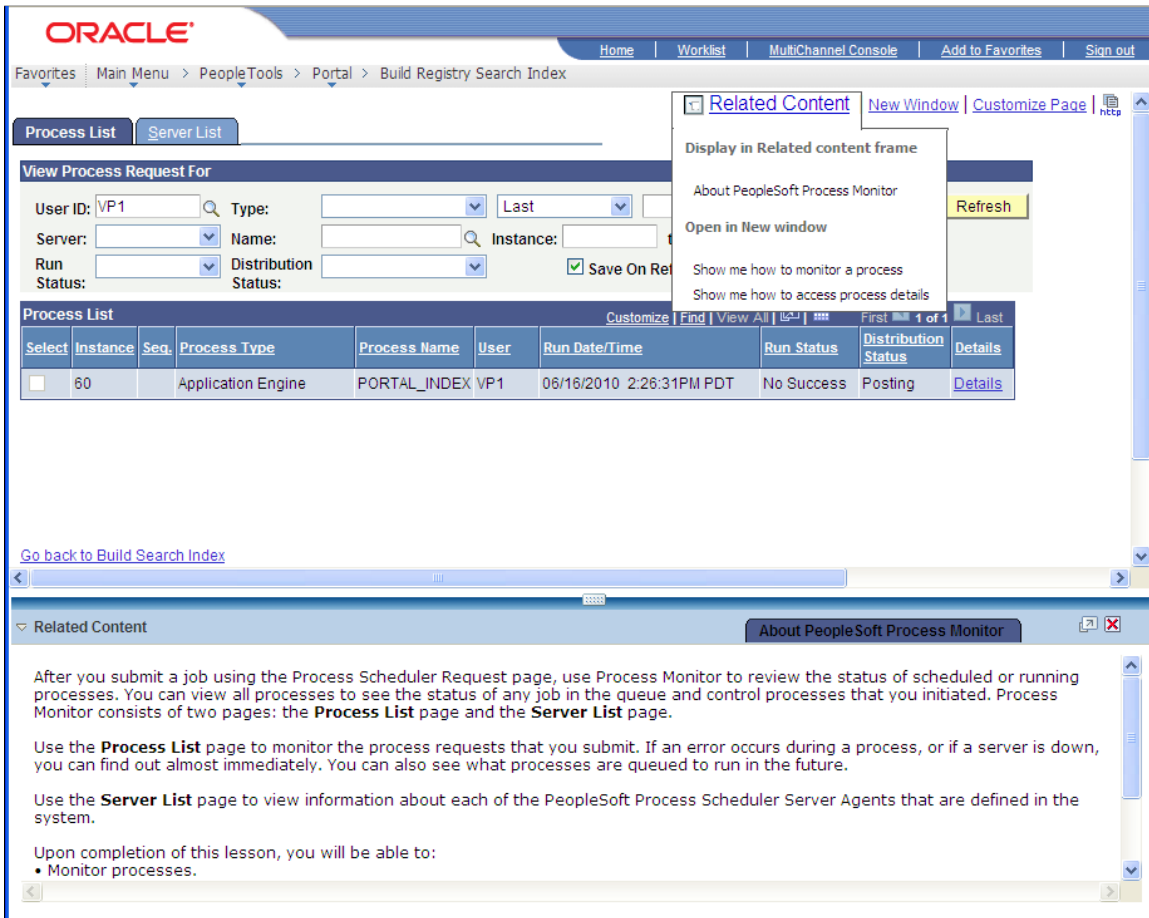 ORACLE®
Home | Worklist | MultiChannel Console | Add to Favorites | Sign out
Favorites Main Menu > PeopleTools > Portal > Build Registry Search Index
Related Content New Window | Customize Page | http
Process List Server List
Display in Related content frame
About PeopleSoft Process Monitor
Open in New window
Show me how to monitor a process
Show me how to access process details
View Process Request For
User ID: VP1 Type: Last Refresh
Server: Name: Instance: t
Run Status: Distribution Status: Save On Ref
Process List Customize | Find | View All | First 1 of 1 Last
Select Instance Seq. Process Type Process Name User Run Date/Time Run Status Distribution Status Details
60 Application Engine PORTAL_INDEX VP1 06/16/2010 2:26:31PM PDT No Success Posting Details
Go back to Build Search Index
Related Content About PeopleSoft Process Monitor
After you submit a job using the Process Scheduler Request page, use Process Monitor to review the status of scheduled or running
processes. You can view all processes to see the status of any job in the queue and control processes that you initiated. Process
Monitor consists of two pages: the Process List page and the Server List page.
Use the Process List page to monitor the process requests that you submit. If an error occurs during a process, or if a server is down,
you can find out almost immediately. You can also see what processes are queued to run in the future.
Use the Server List page to view information about each of the PeopleSoft Process Scheduler Server Agents that are defined in the
system.
Upon completion of this lesson, you will be able to:
• Monitor processes.